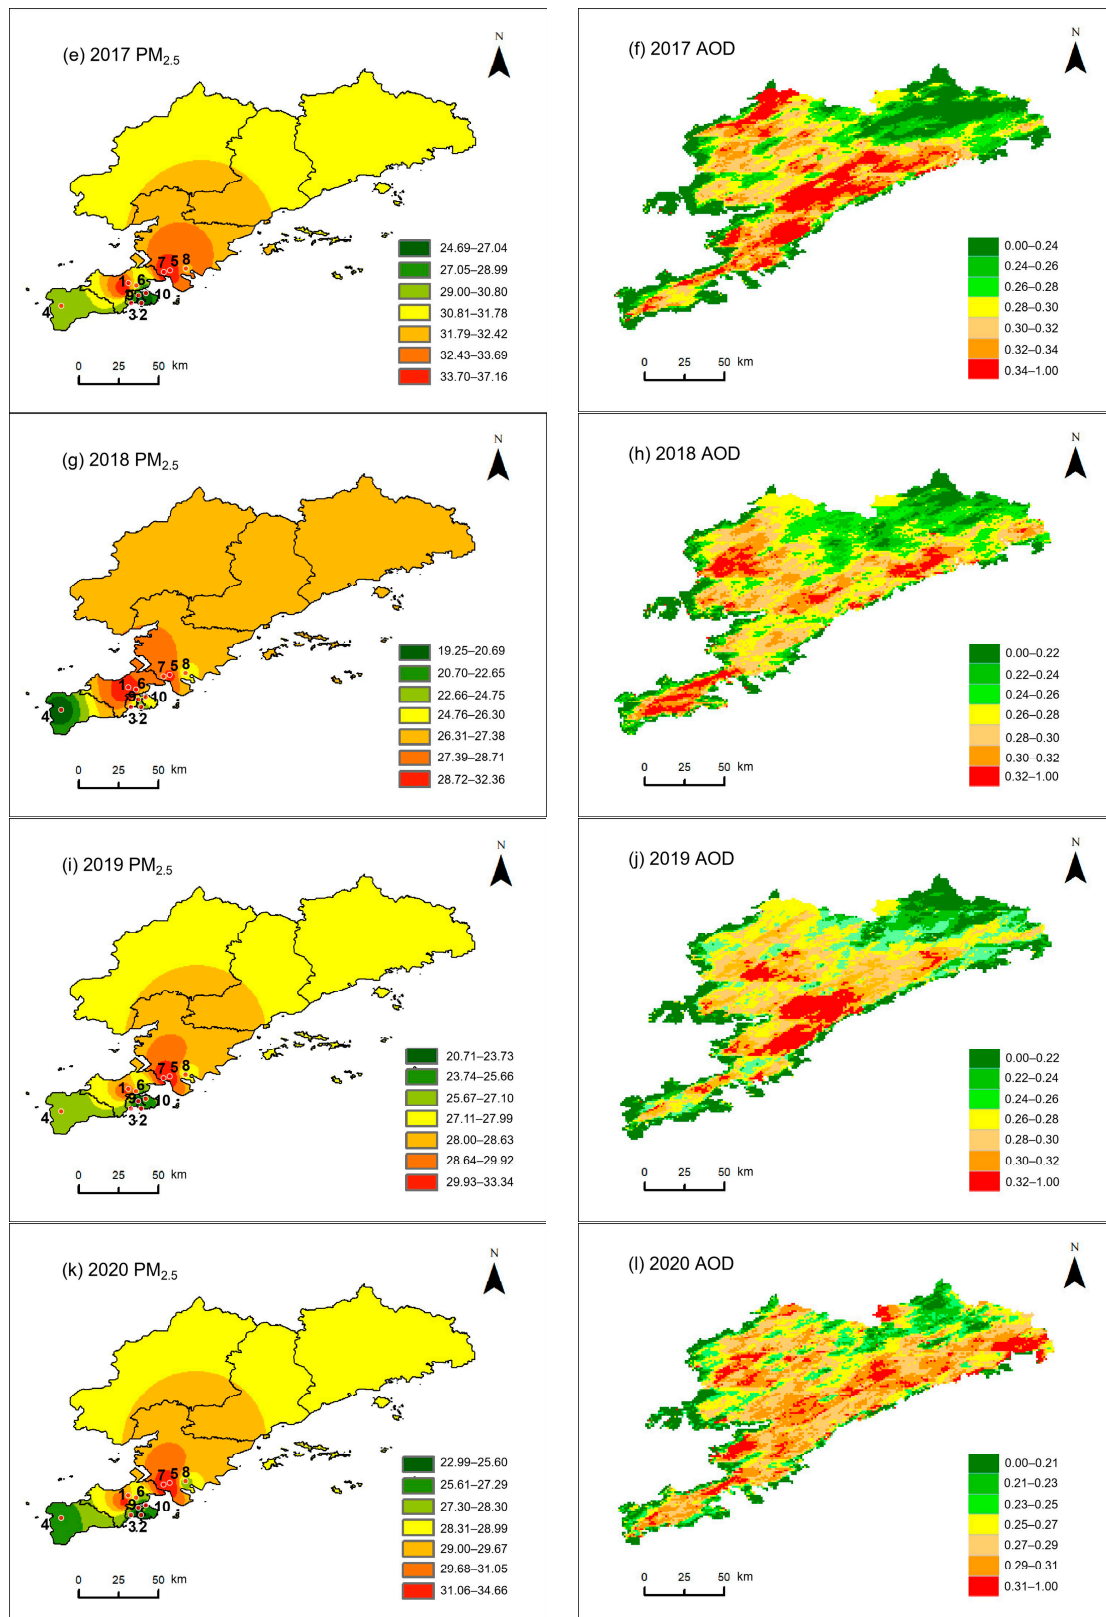 (e) 2017 PM2.5
N
7 5 8
1 6
9 10
4
3 2
24.69–27.04
27.05–28.99
29.00–30.80
30.81–31.78
31.79–32.42
32.43–33.69
33.70–37.16
0 25 50 km
(f) 2017 AOD
N
0.00–0.24
0.24–0.26
0.26–0.28
0.28–0.30
0.30–0.32
0.32–0.34
0.34–1.00
0 25 50 km
(g) 2018 PM2.5
N
7 5 8
1 6
9 10
4
3 2
19.25–20.69
20.70–22.65
22.66–24.75
24.76–26.30
26.31–27.38
27.39–28.71
28.72–32.36
0 25 50 km
(h) 2018 AOD
N
0.00–0.22
0.22–0.24
0.24–0.26
0.26–0.28
0.28–0.30
0.30–0.32
0.32–1.00
0 25 50 km
(i) 2019 PM2.5
N
7 5 8
1 6
9 10
4
3 2
20.71–23.73
23.74–25.66
25.67–27.10
27.11–27.99
28.00–28.63
28.64–29.92
29.93–33.34
0 25 50 km
(j) 2019 AOD
N
0.00–0.22
0.22–0.24
0.24–0.26
0.26–0.28
0.28–0.30
0.30–0.32
0.32–1.00
0 25 50 km
(k) 2020 PM2.5
N
7 5 8
1 6
9 10
4
3 2
22.99–25.60
25.61–27.29
27.30–28.30
28.31–28.99
29.00–29.67
29.68–31.05
31.06–34.66
0 25 50 km
(l) 2020 AOD
N
0.00–0.21
0.21–0.23
0.23–0.25
0.25–0.27
0.27–0.29
0.29–0.31
0.31–1.00
0 25 50 km